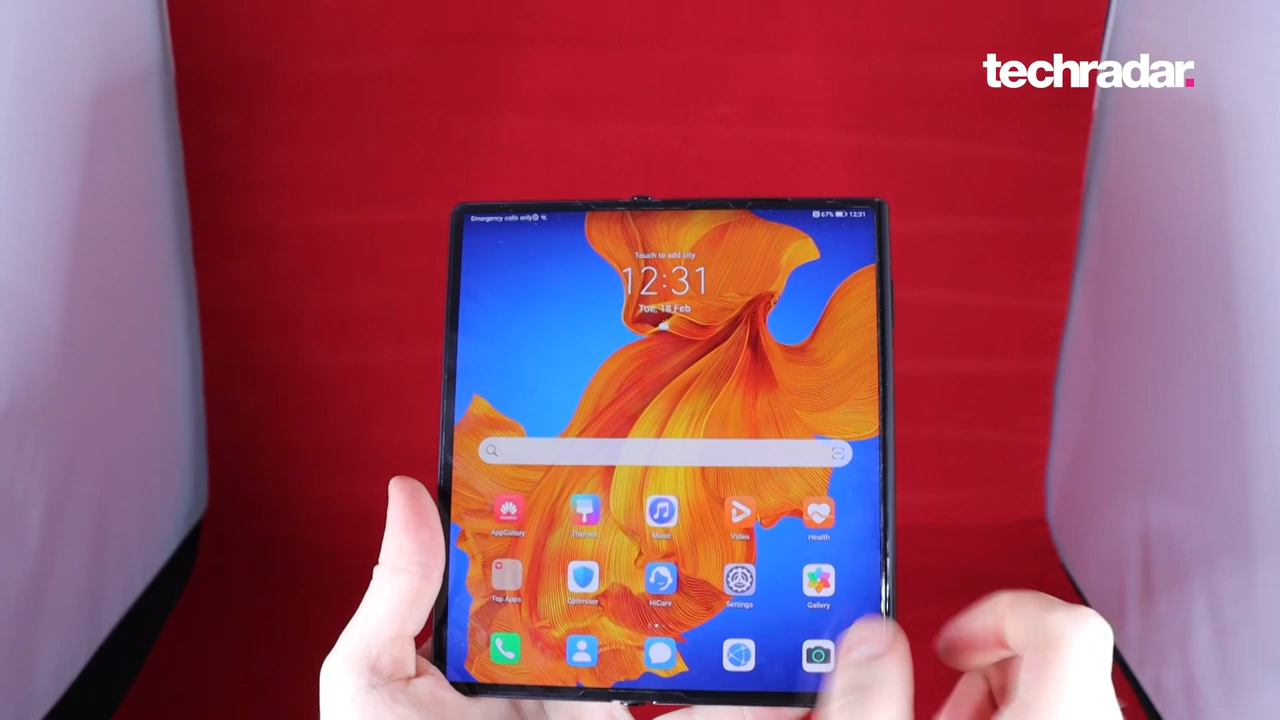 techradar.
Emergency calls only
67% 12:31
Touch to add city
12:31
Tue, 18 Feb
AppGallery Themes Music Video Health
Top Apps Optimiser HiCare Settings Gallery